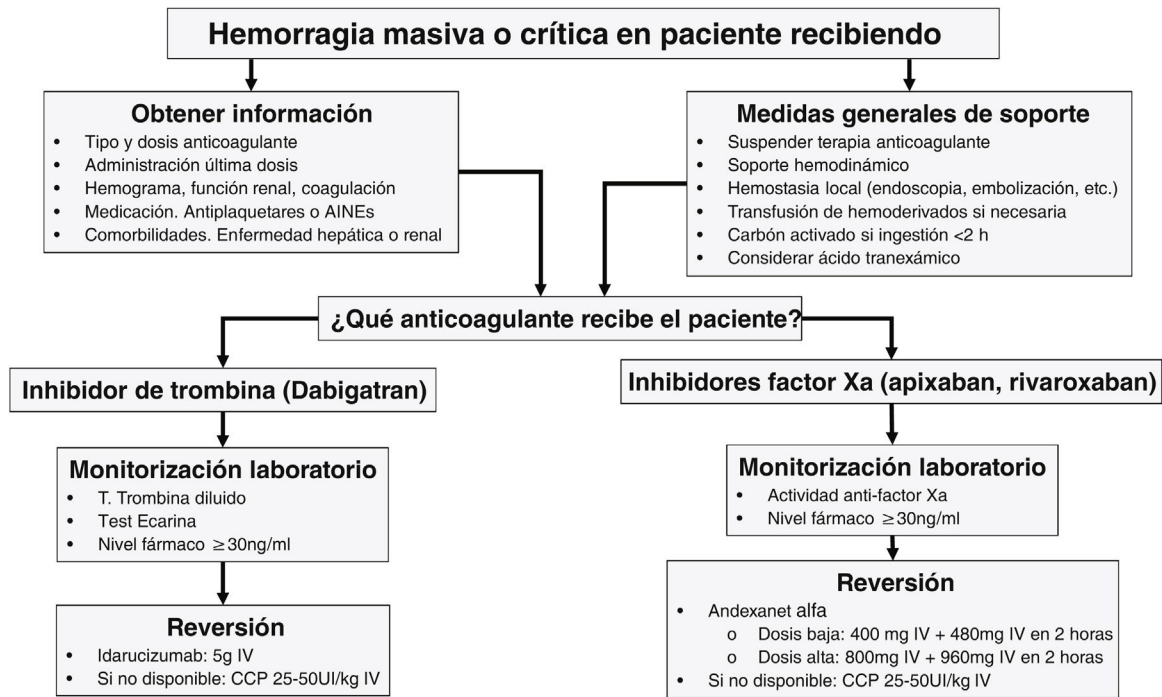 Hemorragia masiva o crítica en paciente recibiendo
Obtener información
• Tipo y dosis anticoagulante
• Administración última dosis
• Hemograma, función renal, coagulación
• Medicación. Antiplaquetares o AINEs
• Comorbilidades. Enfermedad hepática o renal
Medidas generales de soporte
• Suspender terapia anticoagulante
• Soporte hemodinámico
• Hemostasia local (endoscopia, embolización, etc.)
• Transfusión de hemoderivados si necesaria
• Carbón activado si ingestión <2 h
• Considerar ácido tranexámico
¿Qué anticoagulante recibe el paciente?
Inhibidor de trombina (Dabigatran)
Monitorización laboratorio
• T. Trombina diluido
• Test Ecarina
• Nivel fármaco ≥30ng/ml
Reversión
• Idarucizumab: 5g IV
• Si no disponible: CCP 25-50UI/kg IV
Inhibidores factor Xa (apixaban, rivaroxaban)
Monitorización laboratorio
• Actividad anti-factor Xa
• Nivel fármaco ≥30ng/ml
Reversión
• Andexanet alfa
o Dosis baja: 400 mg IV + 480mg IV en 2 horas
o Dosis alta: 800mg IV + 960mg IV en 2 horas
• Si no disponible: CCP 25-50UI/kg IV